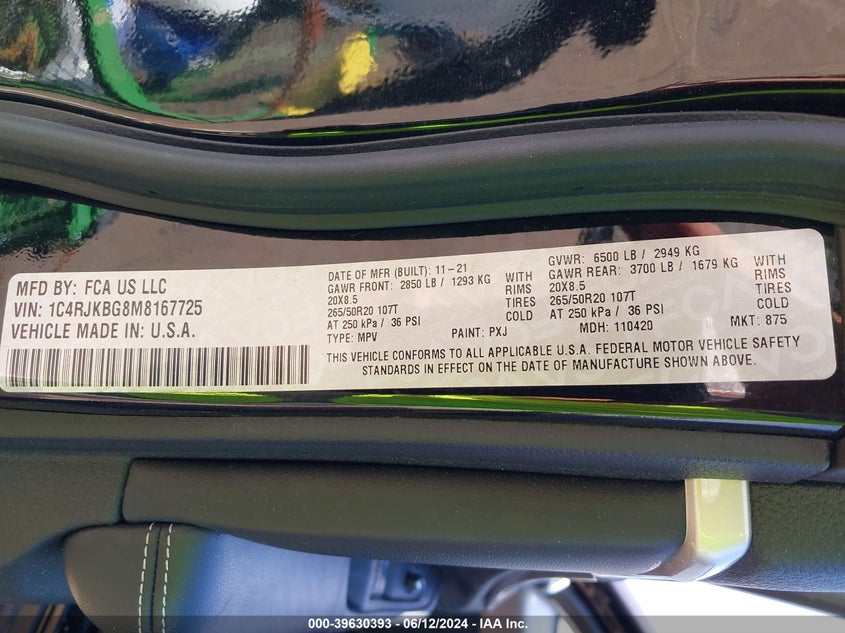 MFD BY: FCA US LLC
VIN: 1C4RJKBG8M8167725
VEHICLE MADE IN: U.S.A.
DATE OF MFR (BUILT): 11-21
GAWR FRONT: 2850 LB / 1293 KG WITH
20X8.5 RIMS
265/50R20 107T TIRES
AT 250 kPa / 36 PSI COLD
TYPE: MPV PAINT: PXJ
GVWR: 6500 LB / 2949 KG
GAWR REAR: 3700 LB / 1679 KG WITH
20X8.5 RIMS
265/50R20 107T TIRES
AT 250 kPa / 36 PSI COLD
MDH: 110420 MKT: 875
THIS VEHICLE CONFORMS TO ALL APPLICABLE U.S.A. FEDERAL MOTOR VEHICLE SAFETY
STANDARDS IN EFFECT ON THE DATE OF MANUFACTURE SHOWN ABOVE.
000-39630393 - 06/12/2024 - IAA Inc.